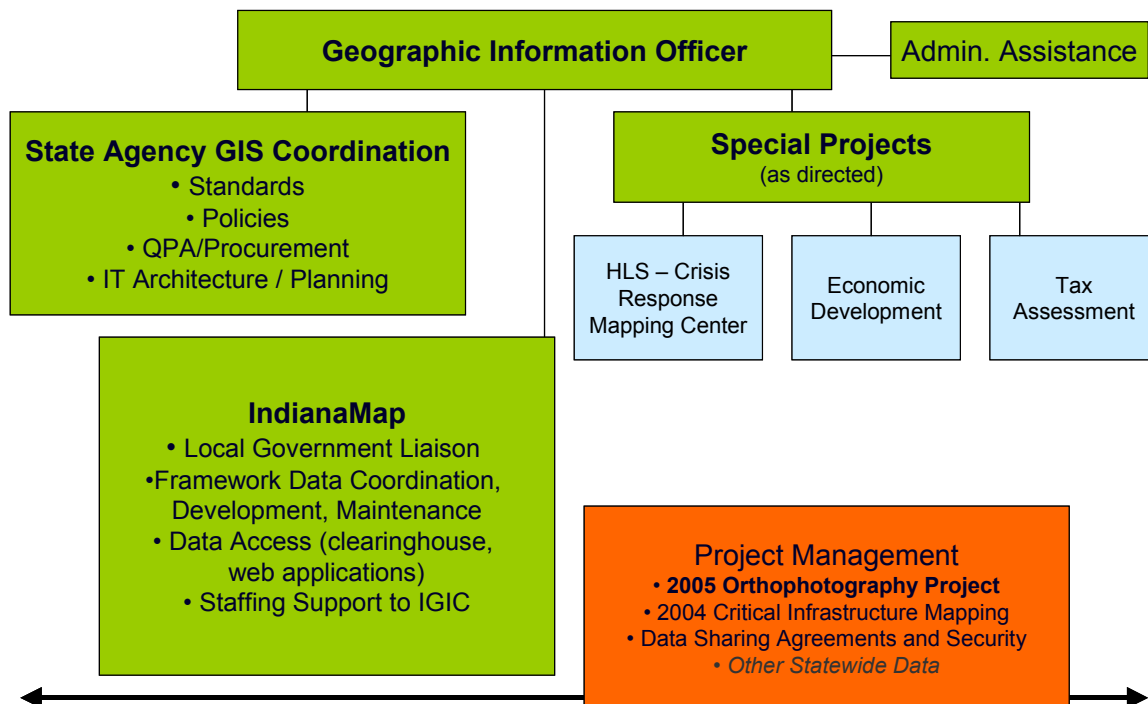 Geographic Information Officer
Admin. Assistance
State Agency GIS Coordination
• Standards
• Policies
• QPA/Procurement
• IT Architecture / Planning
Special Projects
(as directed)
HLS – Crisis
Response
Mapping Center
Economic
Development
Tax
Assessment
IndianaMap
• Local Government Liaison
•Framework Data Coordination,
Development, Maintenance
• Data Access (clearinghouse,
web applications)
• Staffing Support to IGIC
Project Management
• 2005 Orthophotography Project
• 2004 Critical Infrastructure Mapping
• Data Sharing Agreements and Security
• Other Statewide Data